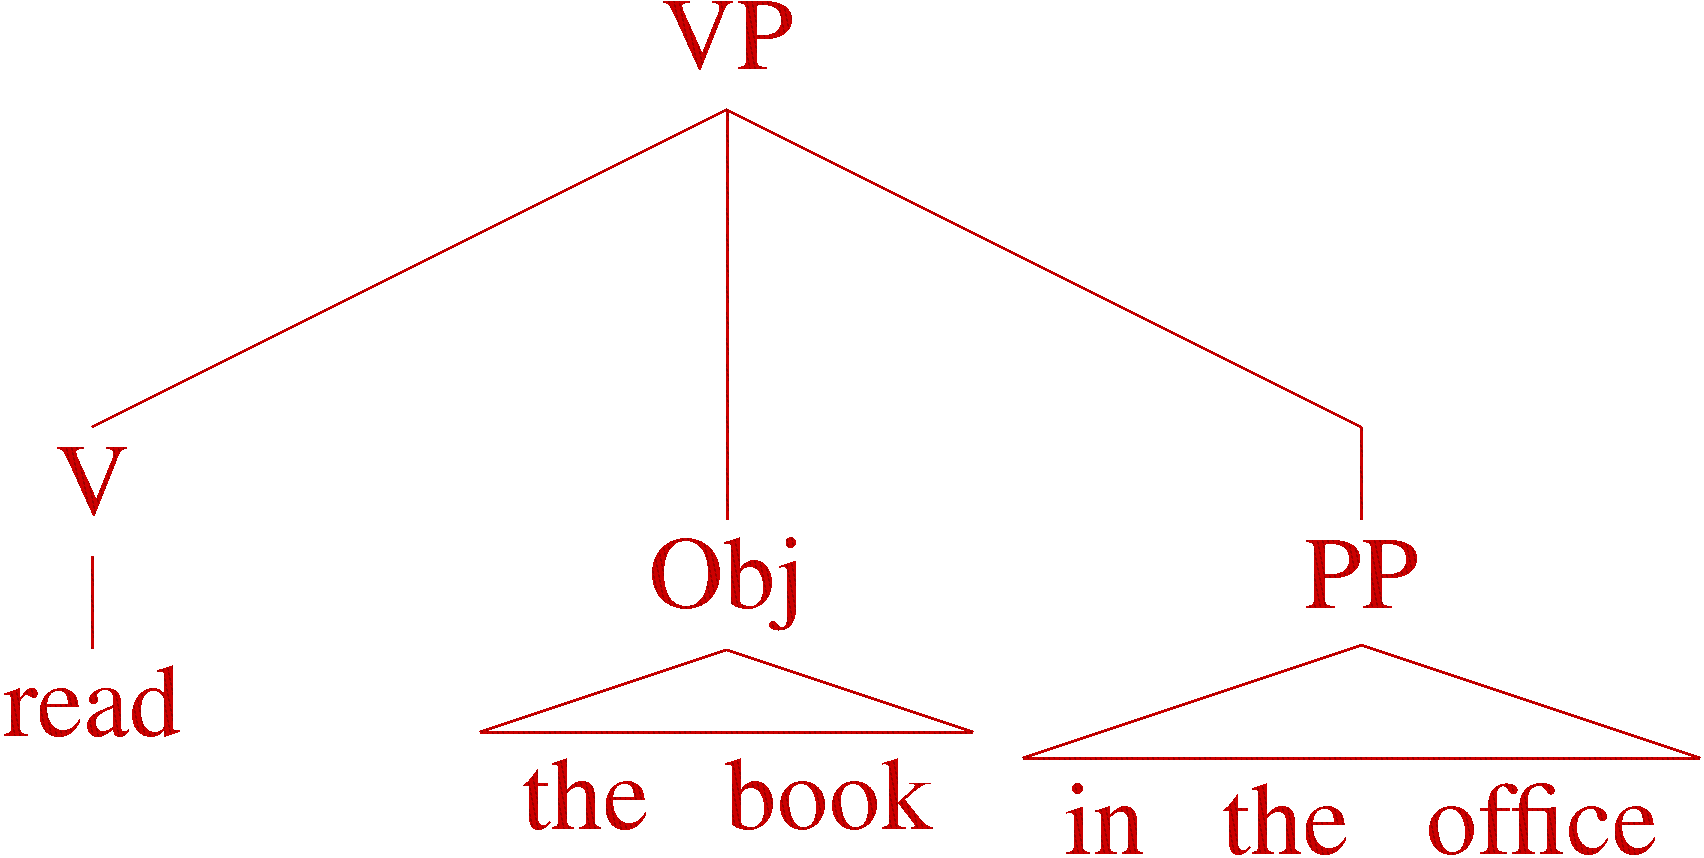 VP
V
Obj
PP
read
the book
in the office